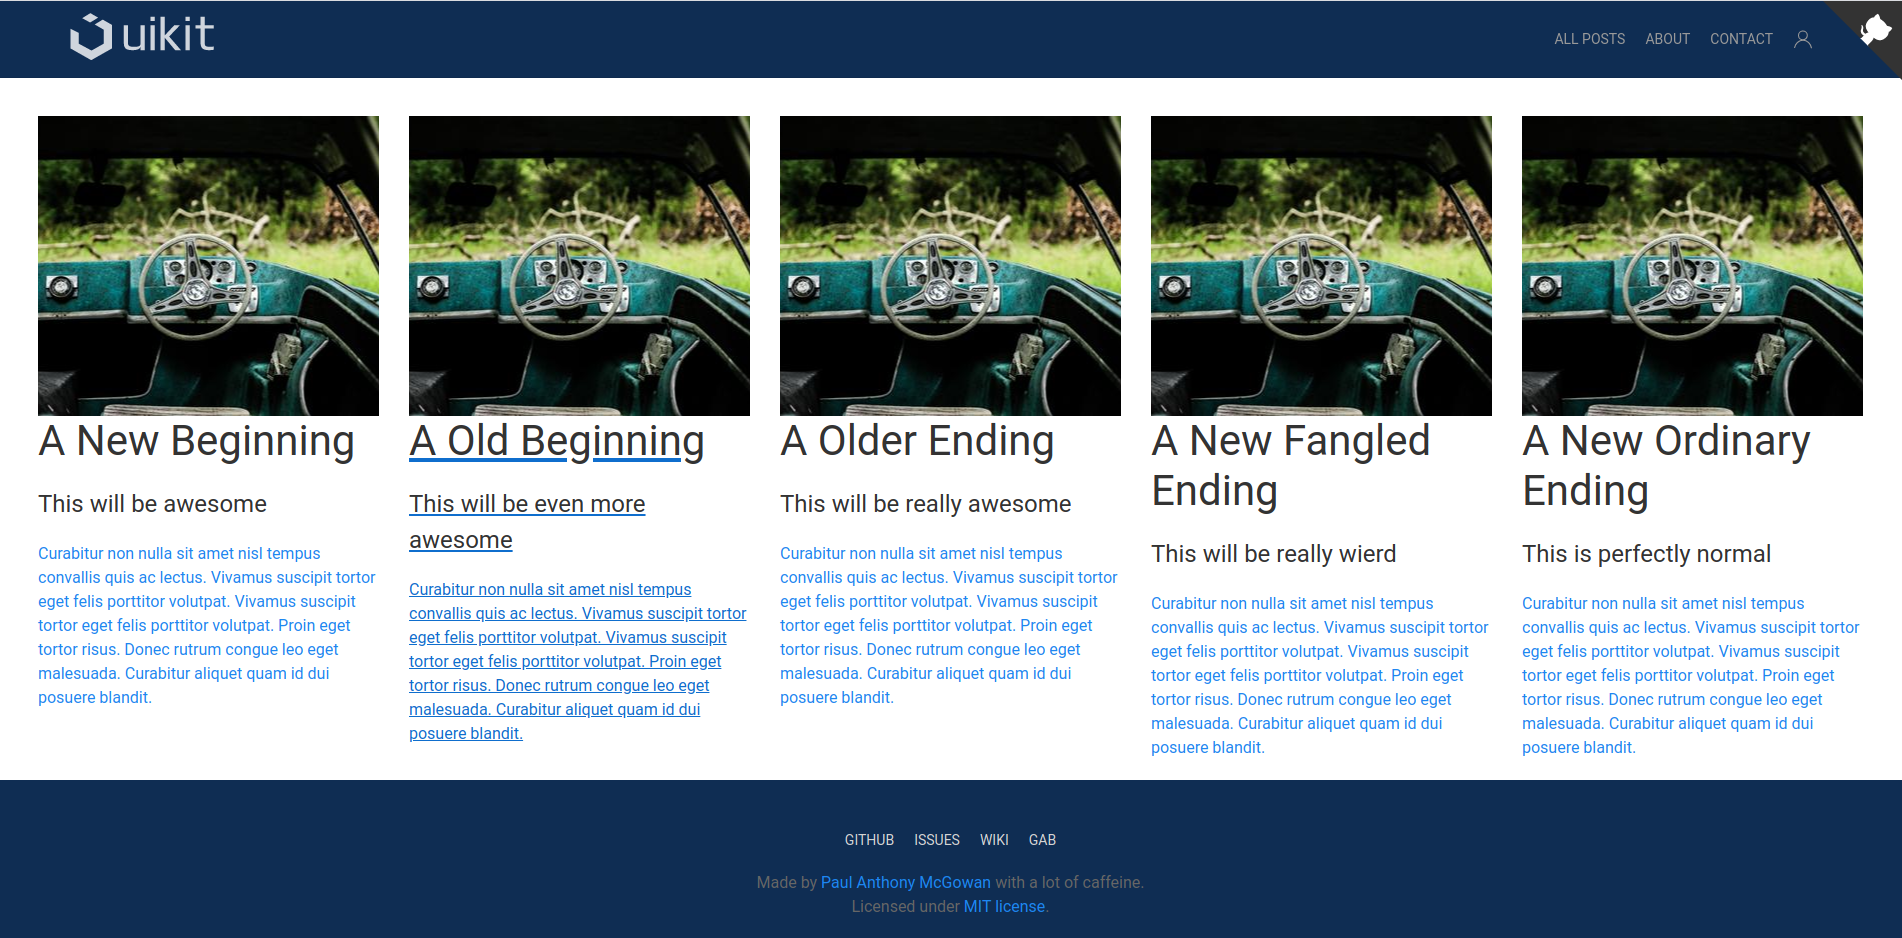 uikit
ALL POSTS ABOUT CONTACT
A New Beginning
This will be awesome
Curabitur non nulla sit amet nisl tempus
convallis quis ac lectus. Vivamus suscipit tortor
eget felis porttitor volutpat. Vivamus suscipit
tortor eget felis porttitor volutpat. Proin eget
tortor risus. Donec rutrum congue leo eget
malesuada. Curabitur aliquet quam id dui
posuere blandit.
A Old Beginning
This will be even more
awesome
Curabitur non nulla sit amet nisl tempus
convallis quis ac lectus. Vivamus suscipit tortor
eget felis porttitor volutpat. Vivamus suscipit
tortor eget felis porttitor volutpat. Proin eget
tortor risus. Donec rutrum congue leo eget
malesuada. Curabitur aliquet quam id dui
posuere blandit.
A Older Ending
This will be really awesome
Curabitur non nulla sit amet nisl tempus
convallis quis ac lectus. Vivamus suscipit tortor
eget felis porttitor volutpat. Vivamus suscipit
tortor eget felis porttitor volutpat. Proin eget
tortor risus. Donec rutrum congue leo eget
malesuada. Curabitur aliquet quam id dui
posuere blandit.
A New Fangled
Ending
This will be really wierd
Curabitur non nulla sit amet nisl tempus
convallis quis ac lectus. Vivamus suscipit tortor
eget felis porttitor volutpat. Vivamus suscipit
tortor eget felis porttitor volutpat. Proin eget
tortor risus. Donec rutrum congue leo eget
malesuada. Curabitur aliquet quam id dui
posuere blandit.
A New Ordinary
Ending
This is perfectly normal
Curabitur non nulla sit amet nisl tempus
convallis quis ac lectus. Vivamus suscipit tortor
eget felis porttitor volutpat. Vivamus suscipit
tortor eget felis porttitor volutpat. Proin eget
tortor risus. Donec rutrum congue leo eget
malesuada. Curabitur aliquet quam id dui
posuere blandit.
GITHUB ISSUES WIKI GAB
Made by Paul Anthony McGowan with a lot of caffeine.
Licensed under MIT license.